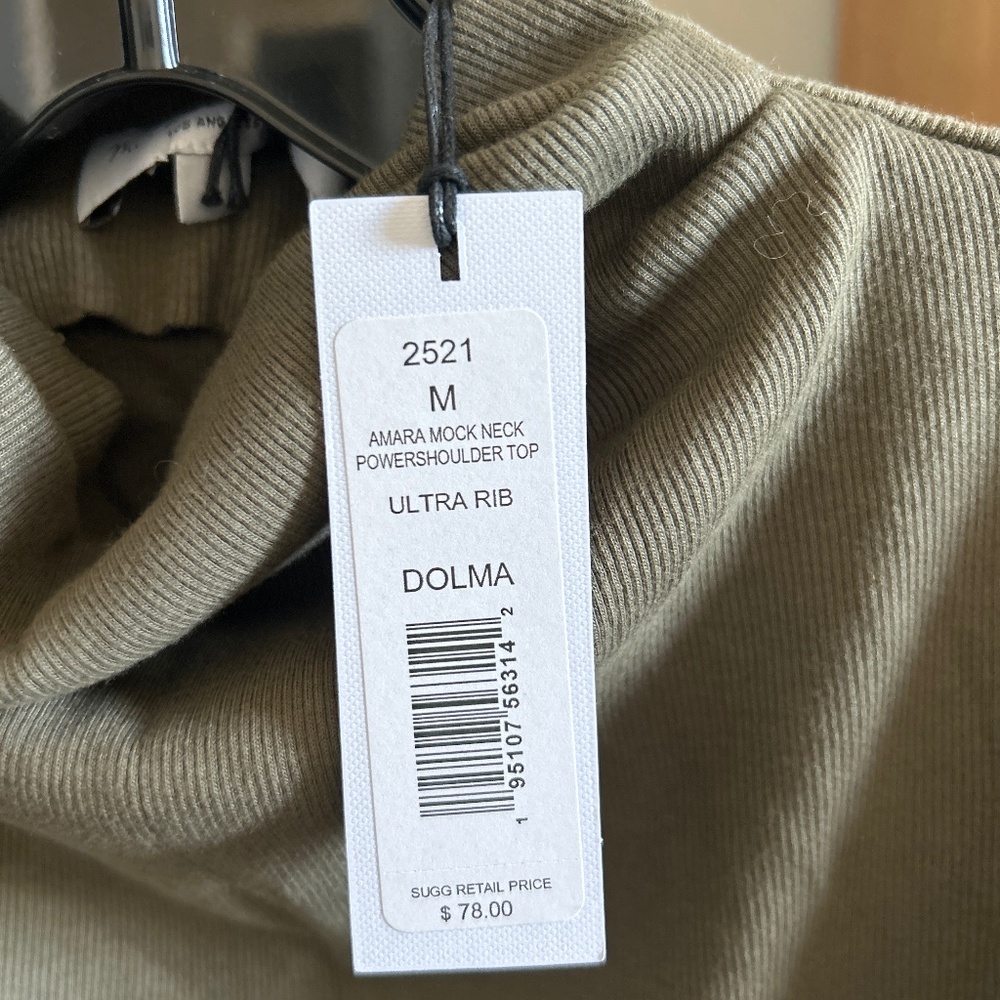 2521
M
AMARA MOCK NECK
POWERSHOULDER TOP
ULTRA RIB
DOLMA
1 95107 56314 2
SUGG RETAIL PRICE
$ 78.00